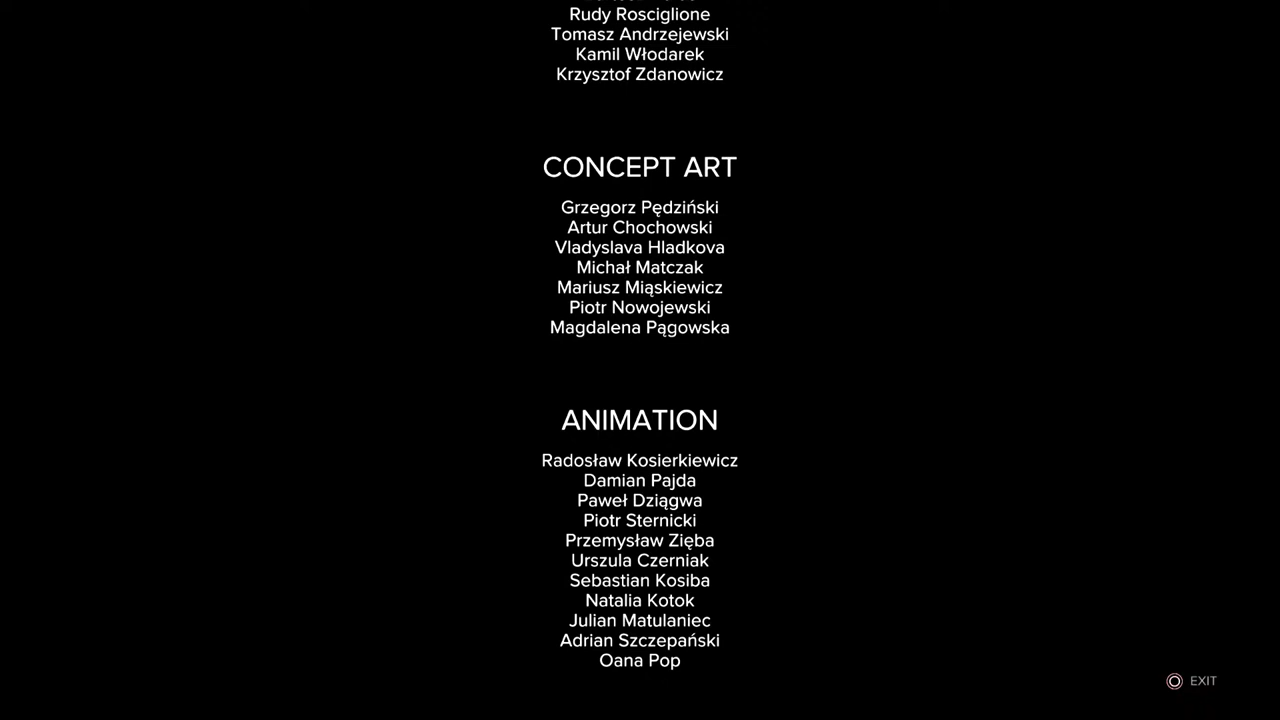 Rudy Rosciglione
Tomasz Andrzejewski
Kamil Włodarek
Krzysztof Zdanowicz
CONCEPT ART
Grzegorz Pędziński
Artur Chochowski
Vladyslava Hladkova
Michał Matczak
Mariusz Miąskiewicz
Piotr Nowojewski
Magdalena Pągowska
ANIMATION
Radosław Kosierkiewicz
Damian Pajda
Paweł Dziągwa
Piotr Sternicki
Przemysław Zięba
Urszula Czerniak
Sebastian Kosiba
Natalia Kotok
Julian Matulaniec
Adrian Szczepański
Oana Pop
EXIT